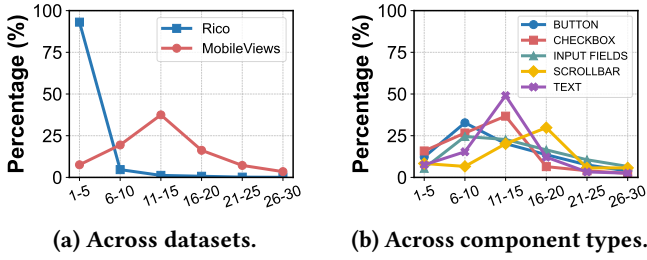 Percentage (%)
100
75
50
25
0
Rico
MobileViews
1-5
6-10
11-15
16-20
21-25
26-30
(a) Across datasets.
Percentage (%)
100
75
50
25
0
BUTTON
CHECKBOX
INPUT FIELDS
SCROLLBAR
TEXT
1-5
6-10
11-15
16-20
21-25
26-30
(b) Across component types.